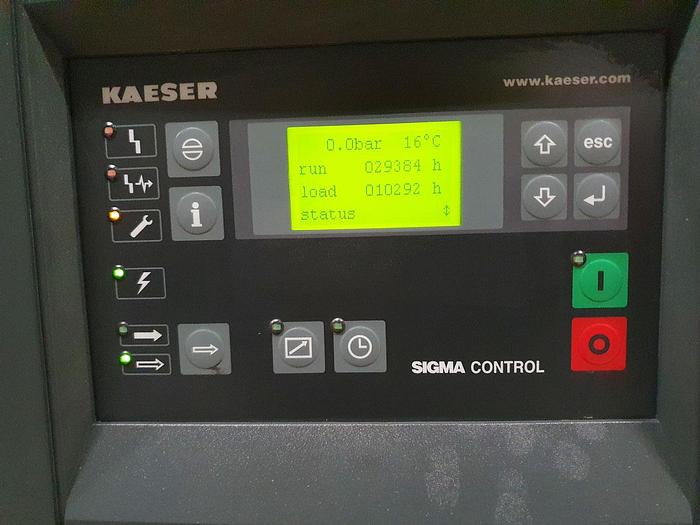 KAESER
www.kaeser.com
0.0bar 16°C
run 029384 h
load 010292 h
status
esc
i
I
O
SIGMA CONTROL